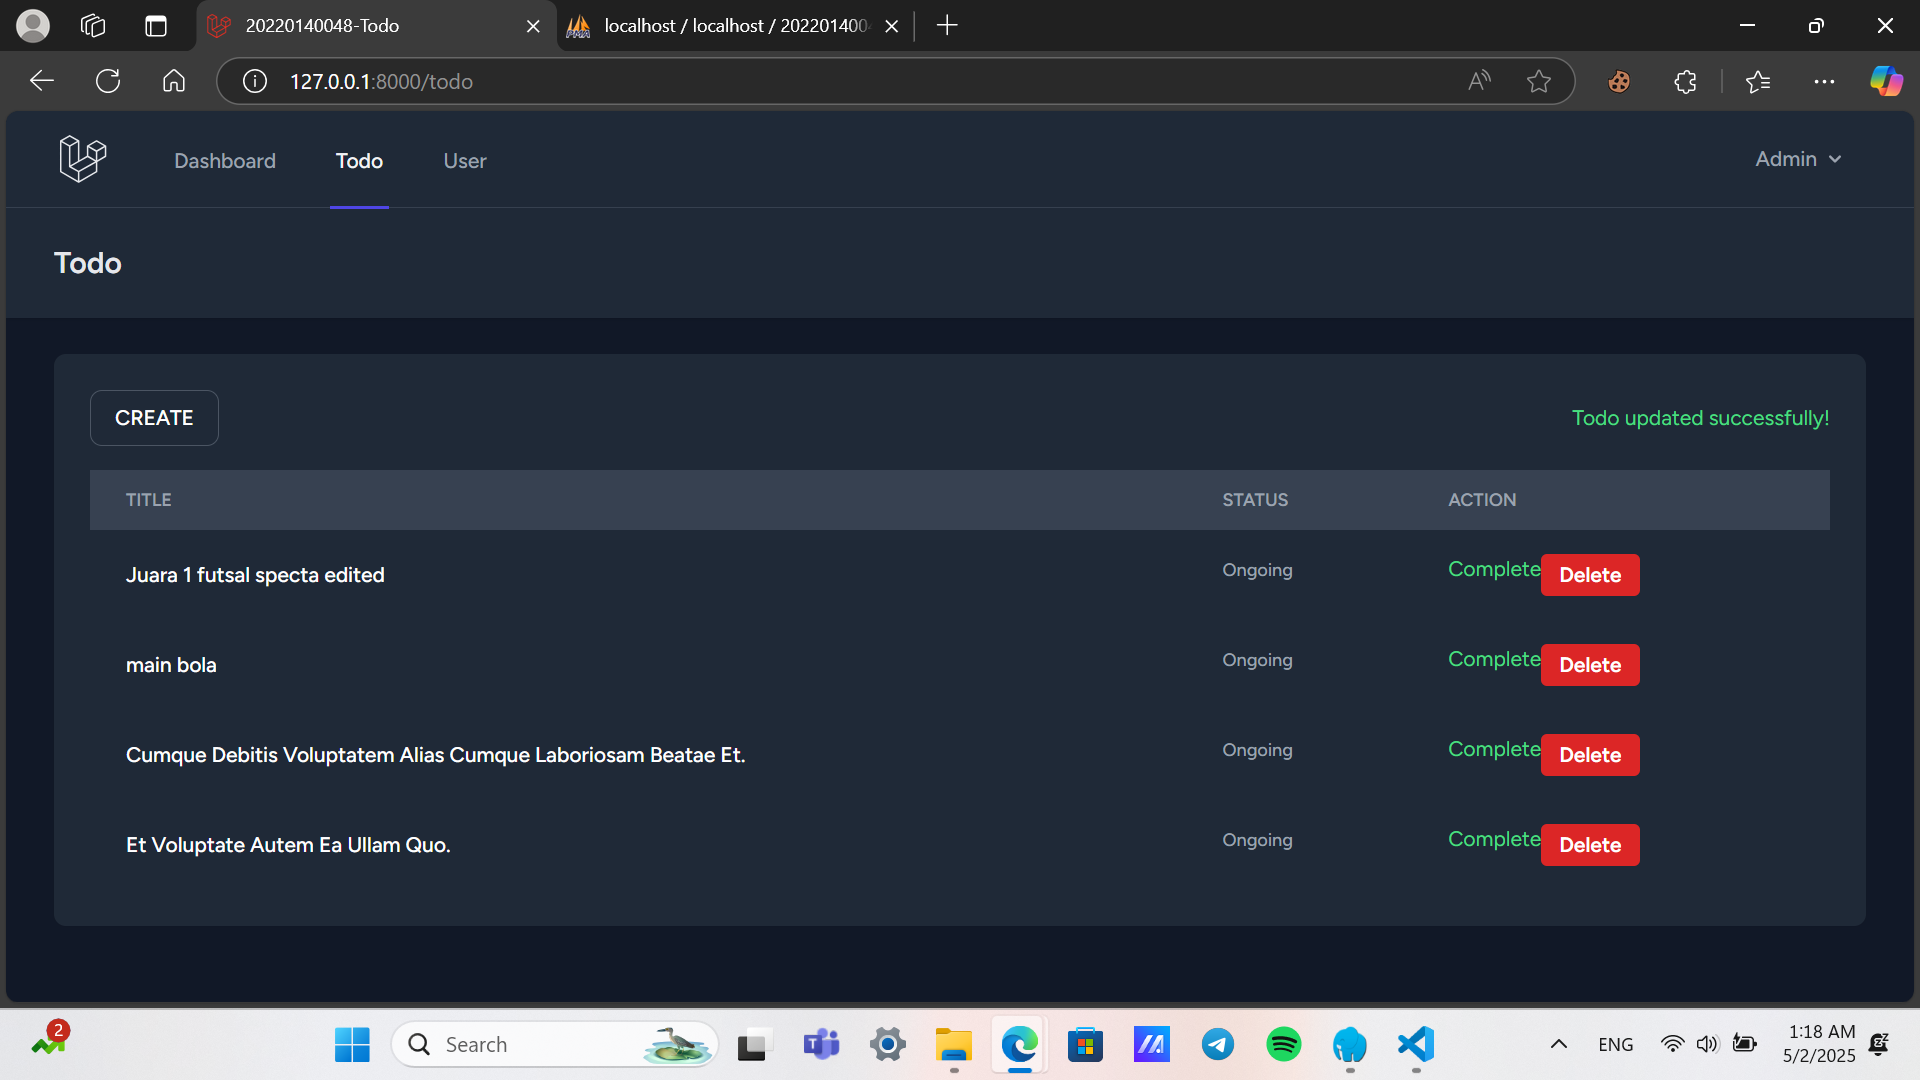 20220140048-Todo
localhost / localhost / 202201400
127.0.0.1:8000/todo
Dashboard
Todo
User
Admin
Todo
CREATE
Todo updated successfully!
TITLE
STATUS
ACTION
Juara 1 futsal specta edited
Ongoing
Complete
Delete
main bola
Ongoing
Complete
Delete
Cumque Debitis Voluptatem Alias Cumque Laboriosam Beatae Et.
Ongoing
Complete
Delete
Et Voluptate Autem Ea Ullam Quo.
Ongoing
Complete
Delete
2
Search
ENG
1:18 AM
5/2/2025